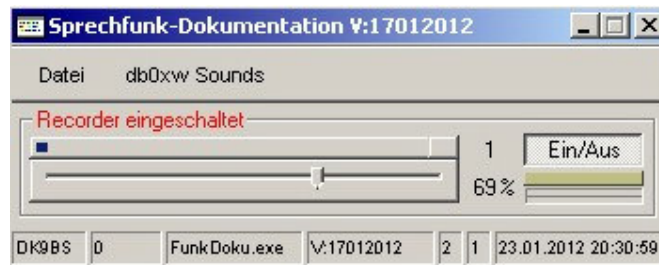 Sprechfunk-Dokumentation V:17012012
Datei db0xw Sounds
Recorder eingeschaltet
1 Ein/Aus
69%
DK9BS 0 FunkDoku.exe V:17012012 2 1 23.01.2012 20:30:59